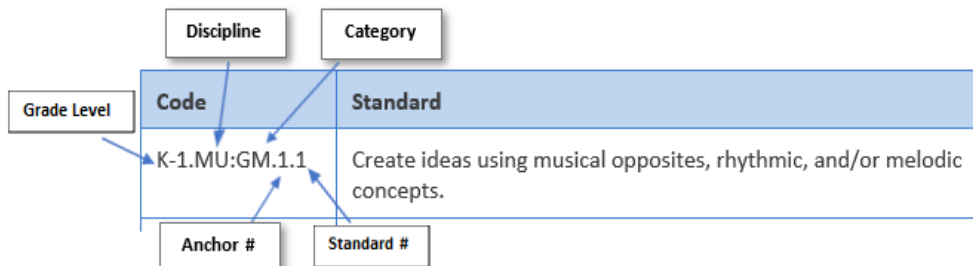 Discipline
Category
Grade Level
Code
Standard
K-1.MU:GM.1.1
Create ideas using musical opposites, rhythmic, and/or melodic
concepts.
Anchor #
Standard #